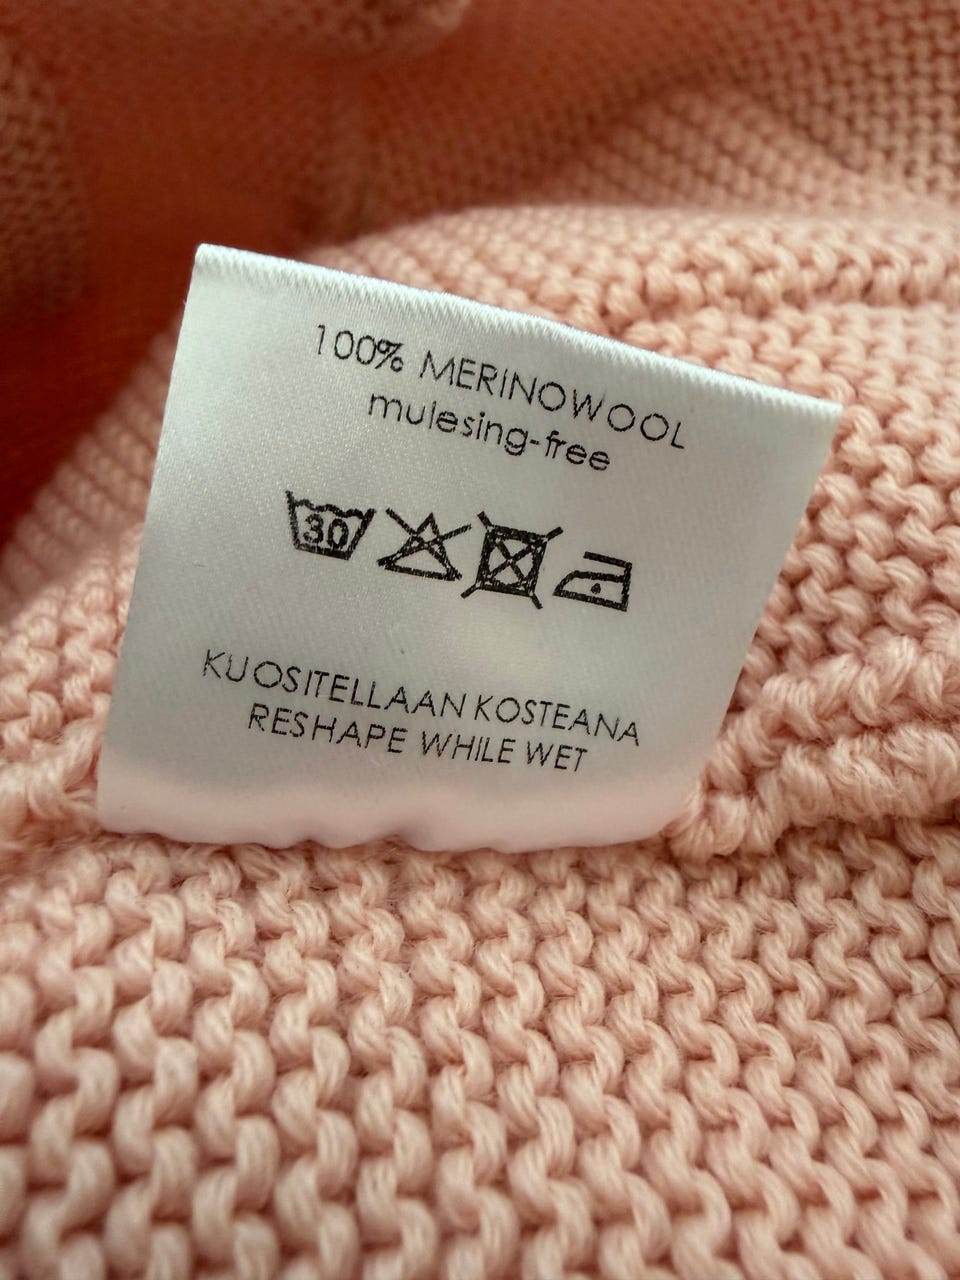 100% MERINOWOOL
mulesing-free
30
KUOSITELLAAN KOSTEANA
RESHAPE WHILE WET